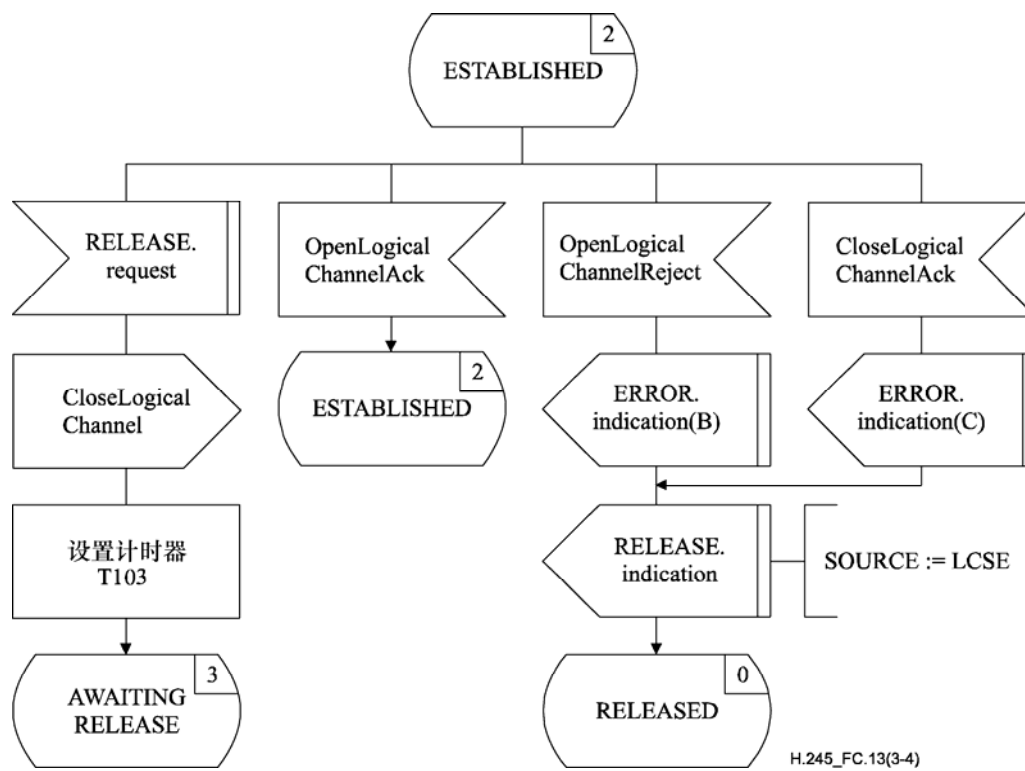 2
ESTABLISHED
RELEASE.
request
OpenLogical
ChannelAck
OpenLogical
ChannelReject
CloseLogical
ChannelAck
CloseLogical
Channel
2
ESTABLISHED
ERROR.
indication(B)
ERROR.
indication(C)
设置计时器
T103
RELEASE.
indication
SOURCE := LCSE
3
AWAITING
RELEASE
0
RELEASED
H.245_FC.13(3-4)